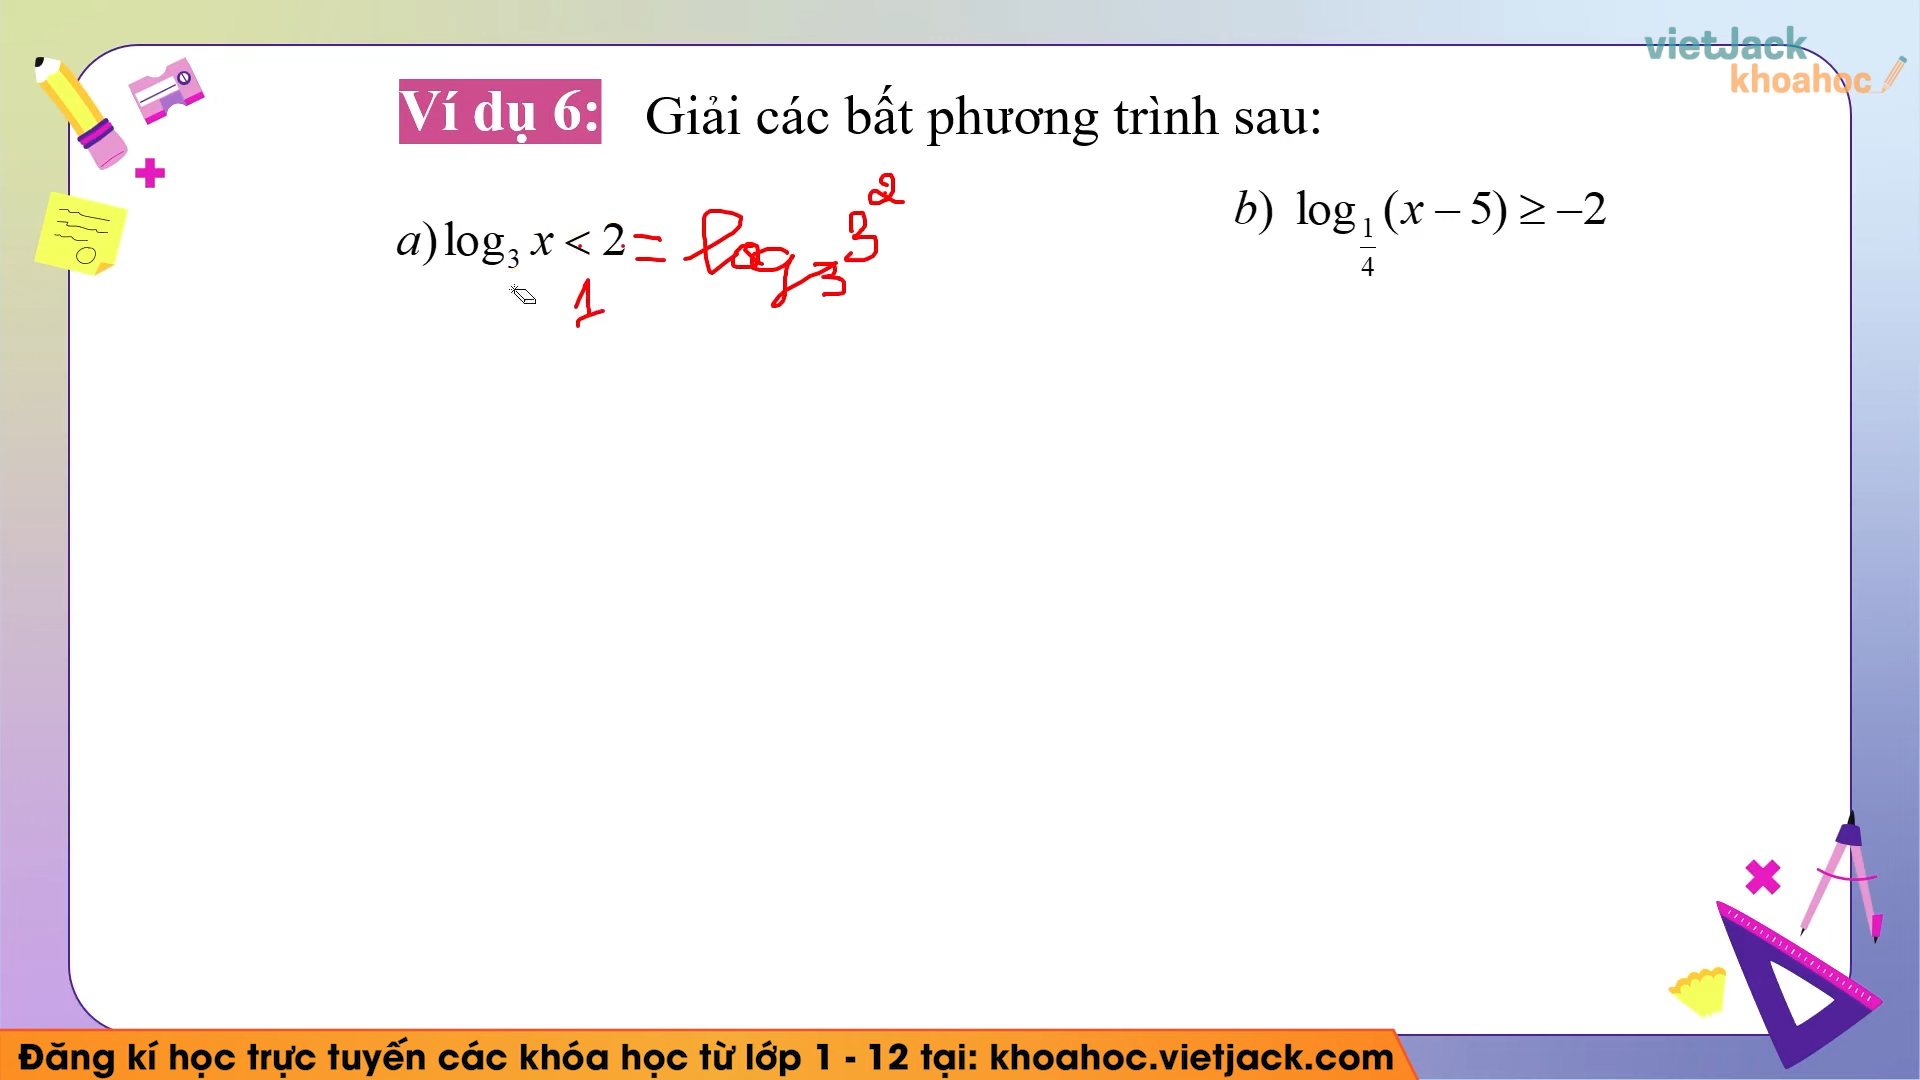 vietJack
khoahoc
Ví dụ 6: Giải các bất phương trình sau:
a) log₃ x < 2 = log₃ 3²
1
b) log_{1/4} (x – 5) ≥ –2
Đăng kí học trực tuyến các khóa học từ lớp 1 - 12 tại: khoahoc.vietjack.com